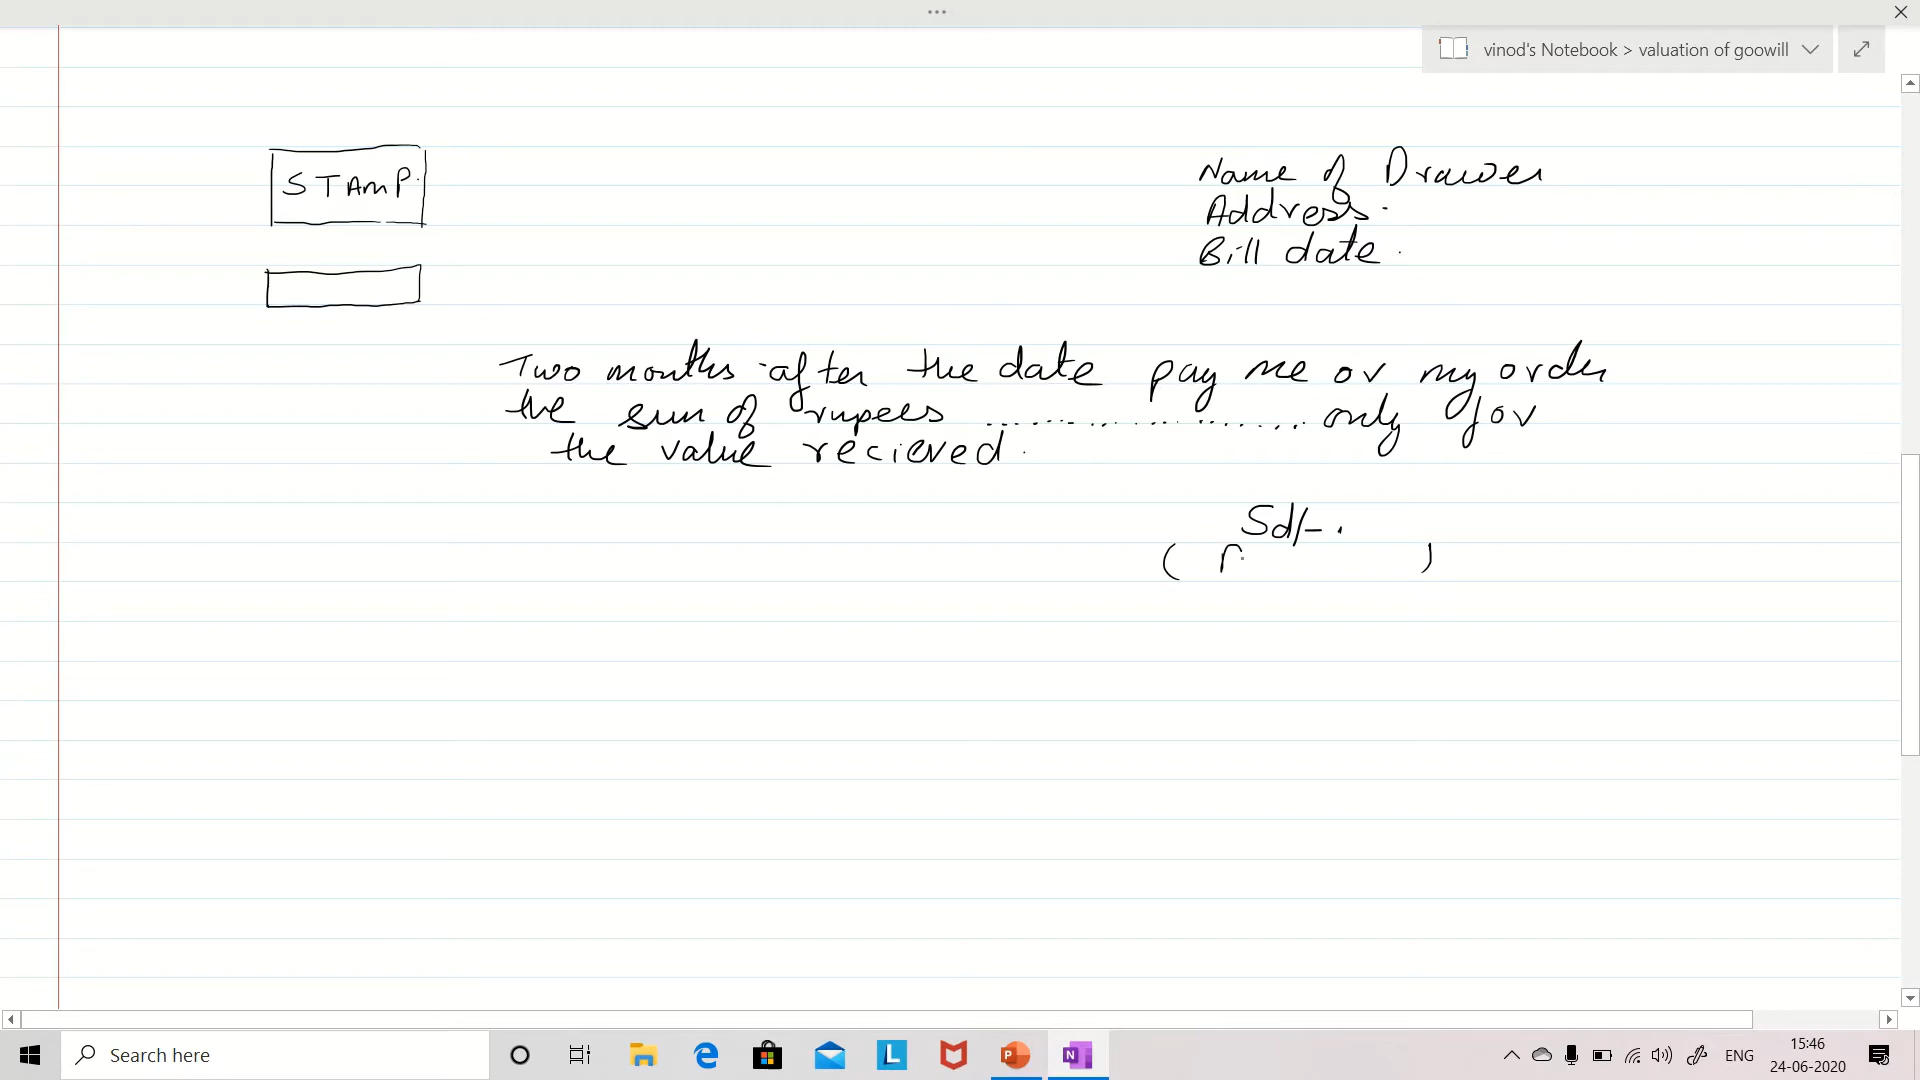 vinod's Notebook > valuation of goowill
STAMP.
Name of Drawer
Address.
Bill date.
Two months after the date pay me or my order
the sum of rupees .................... only for
the value recieved.
Sd/-.
( )
Search here
ENG
15:46
24-06-2020